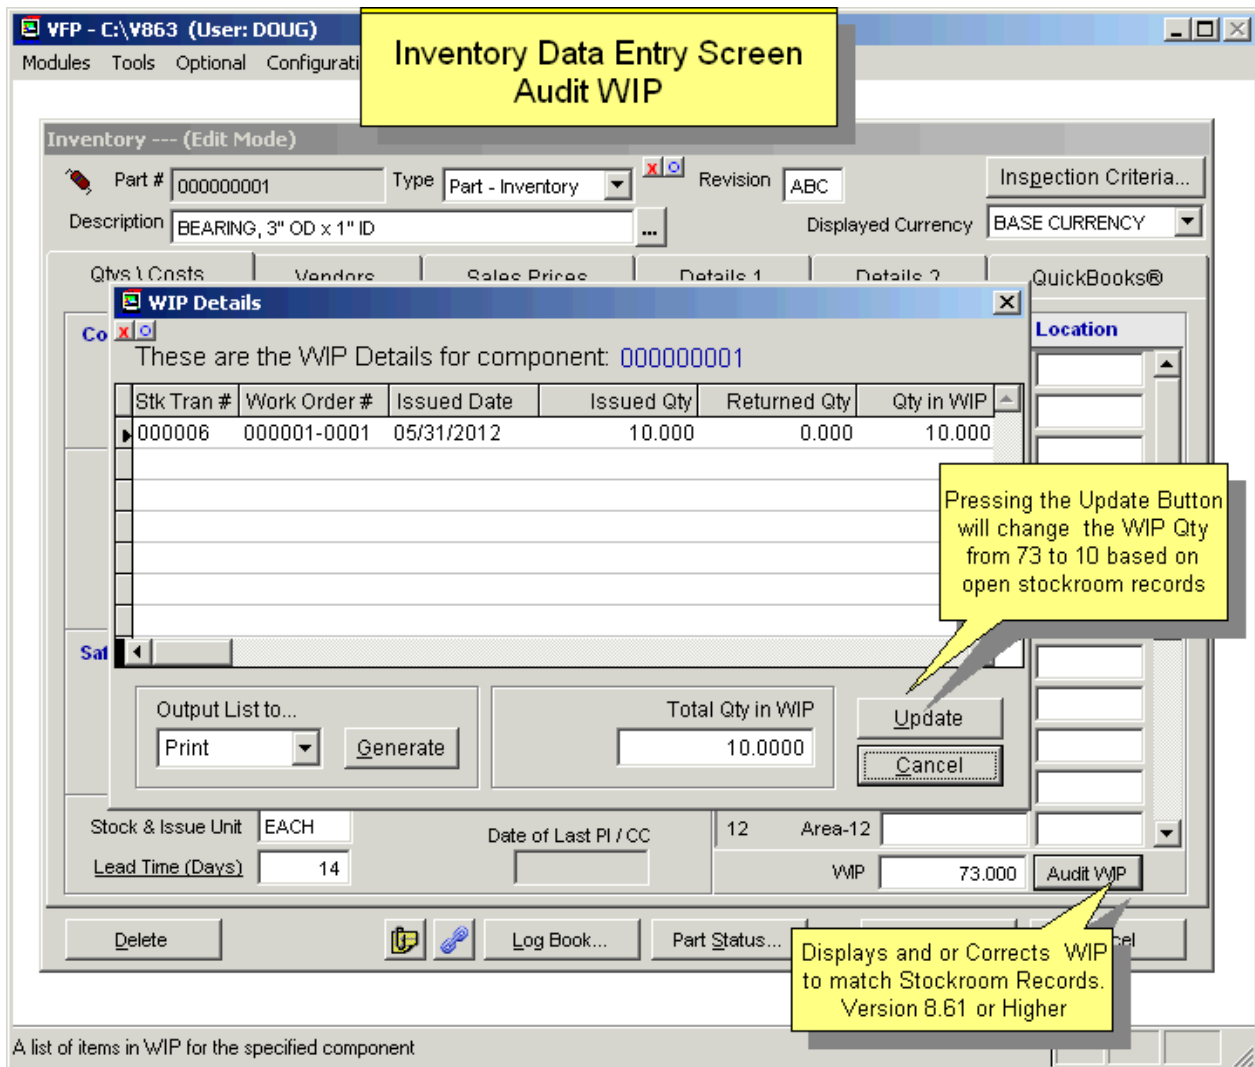 VFP - C:\V863 (User: DOUG)
Inventory Data Entry Screen
Audit WIP
Modules Tools Optional Configurati
Inventory --- (Edit Mode)
Part # 000000001 Type Part - Inventory x Revision ABC Inspection Criteria...
Description BEARING, 3" OD x 1" ID ... Displayed Currency BASE CURRENCY
Qtys \ Costs Vendors Sales Prices Details 1 Details 2 QuickBooks®
WIP Details
Co x Location
These are the WIP Details for component: 000000001
Stk Tran # Work Order # Issued Date Issued Qty Returned Qty Qty in WIP
000006 000001-0001 05/31/2012 10.000 0.000 10.000
Pressing the Update Button
will change the WIP Qty
from 73 to 10 based on
open stockroom records
Saf
Output List to... Total Qty in WIP Update
Print Generate 10.0000
Cancel
Stock & Issue Unit EACH Date of Last PI / CC 12 Area-12
Lead Time (Days) 14 WIP 73.000 Audit WIP
Delete Log Book... Part Status... cel
Displays and or Corrects WIP
to match Stockroom Records.
Version 8.61 or Higher
A list of items in WIP for the specified component